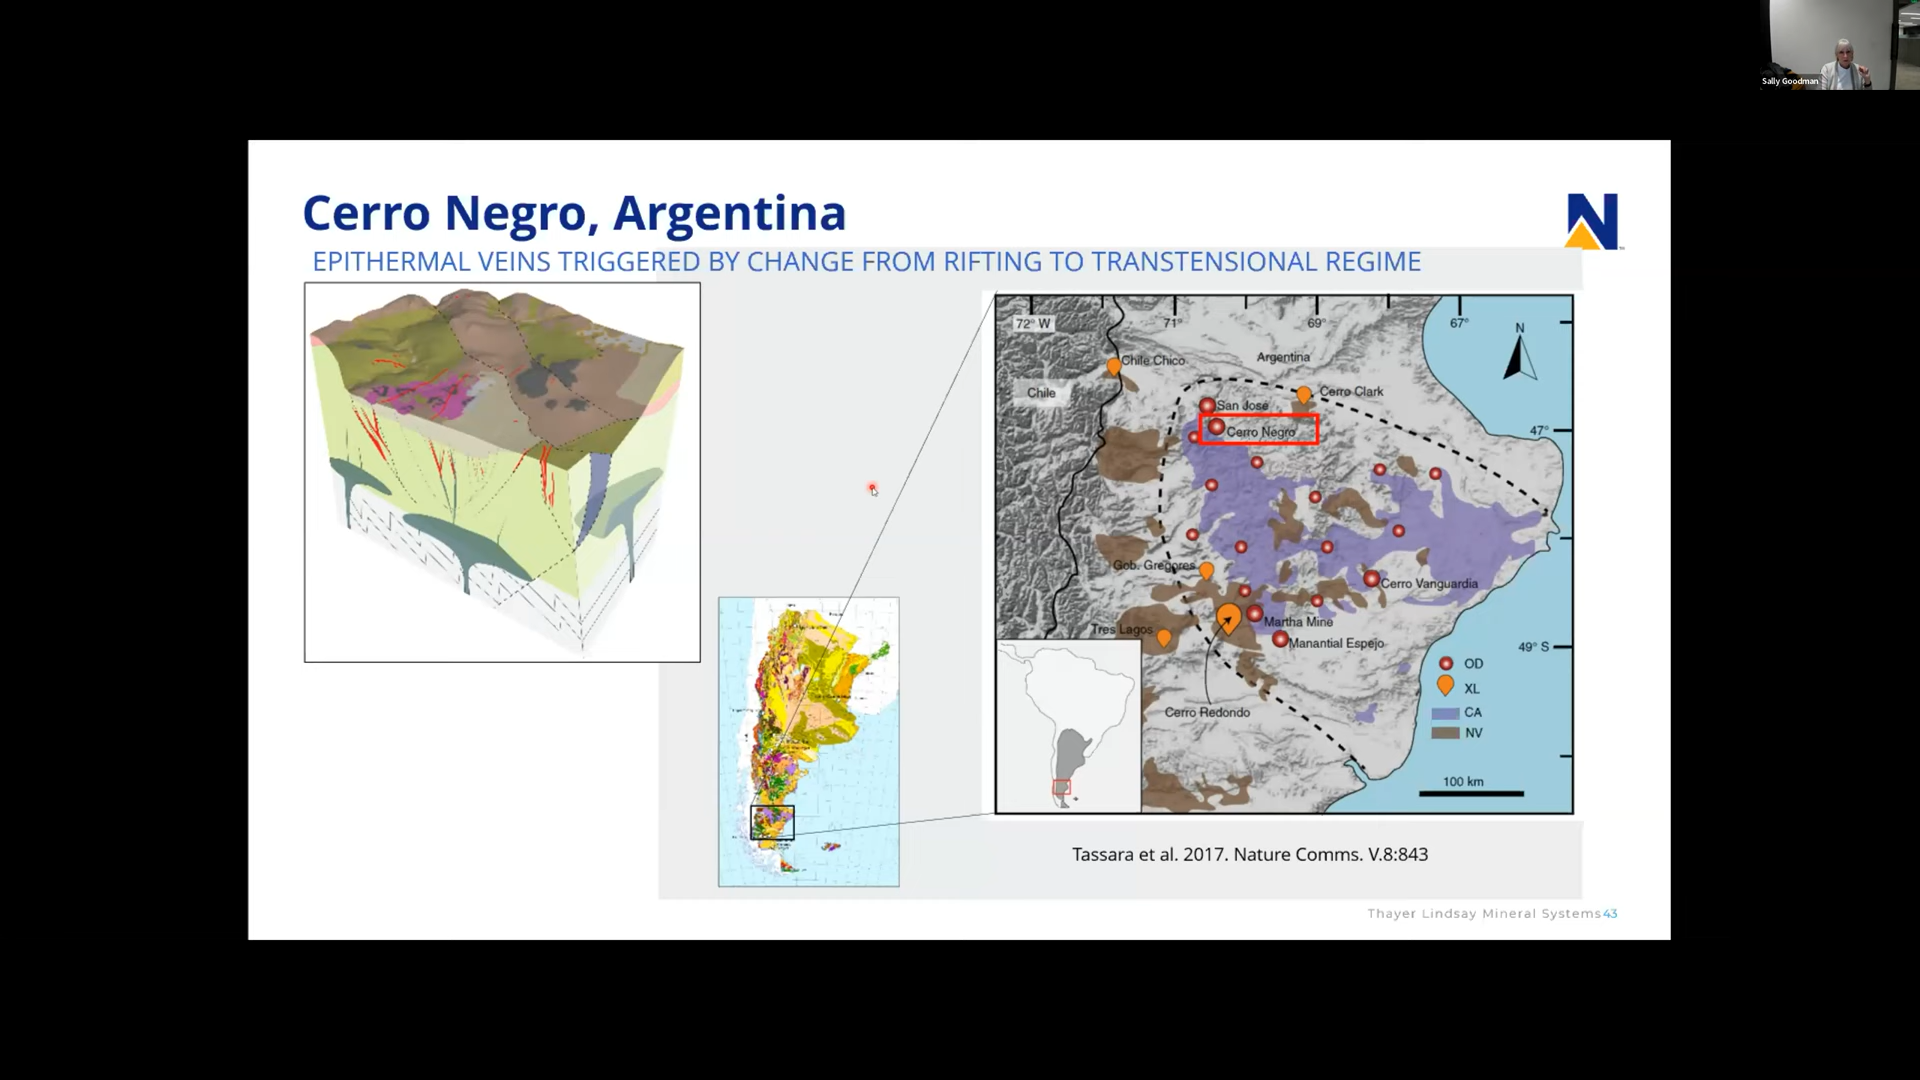 Sally Goodman
Cerro Negro, Argentina
EPITHERMAL VEINS TRIGGERED BY CHANGE FROM RIFTING TO TRANSTENSIONAL REGIME
72° W
71°
69°
67°
N
Chile Chico
Argentina
Chile
Cerro Clark
San José
Cerro Negro
47°
Gob. Gregores
Cerro Vanguardia
Martha Mine
Tres Lagos
Manantial Espejo
49° S
OD
XL
CA
NV
Cerro Redondo
100 km
Tassara et al. 2017. Nature Comms. V.8:843
Thayer Lindsay Mineral Systems 43